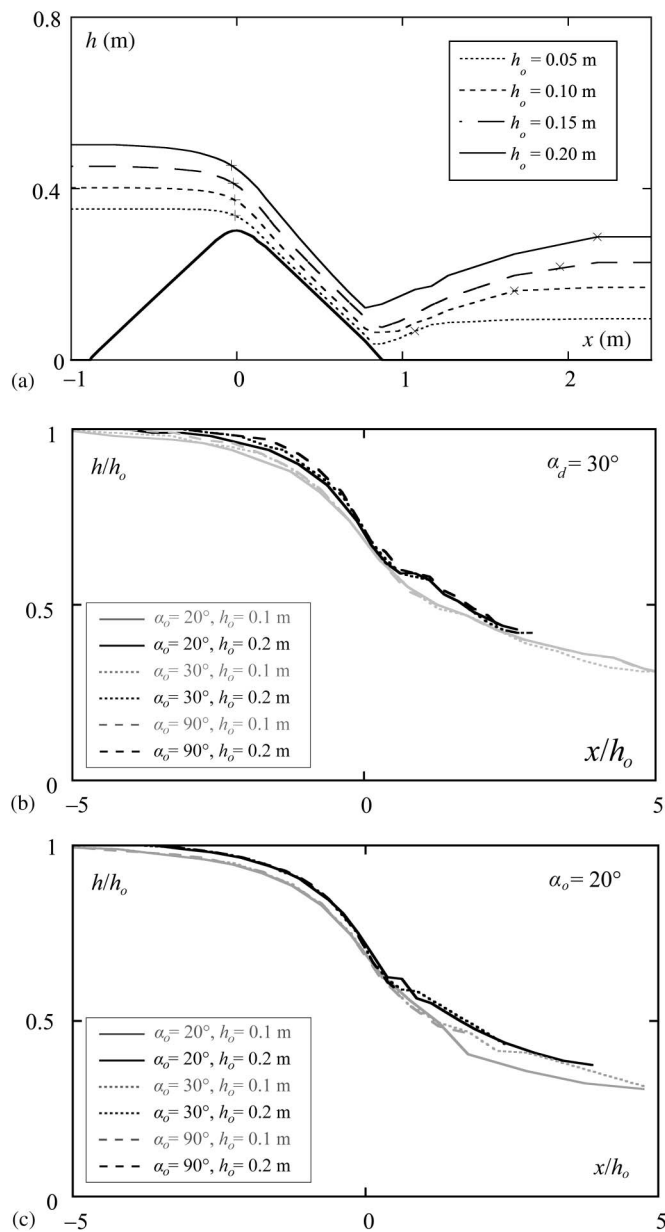 0.8
h (m)
h_o = 0.05 m
h_o = 0.10 m
h_o = 0.15 m
h_o = 0.20 m
0.4
0
x (m)
(a)
−1 0 1 2
1
h/h_o
α_d = 30°
0.5
α_o = 20°, h_o = 0.1 m
α_o = 20°, h_o = 0.2 m
α_o = 30°, h_o = 0.1 m
α_o = 30°, h_o = 0.2 m
α_o = 90°, h_o = 0.1 m
α_o = 90°, h_o = 0.2 m
x/h_o
0
(b)
−5 0 5
1
h/h_o
α_o = 20°
0.5
α_o = 20°, h_o = 0.1 m
α_o = 20°, h_o = 0.2 m
α_o = 30°, h_o = 0.1 m
α_o = 30°, h_o = 0.2 m
α_o = 90°, h_o = 0.1 m
α_o = 90°, h_o = 0.2 m
x/h_o
0
(c)
−5 0 5